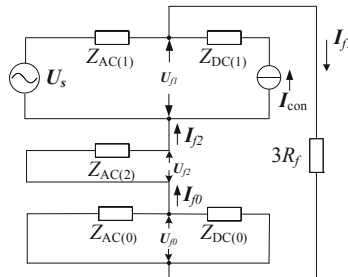 Z_AC(1)
Z_DC(1)
I_f
U_s
U_f1
I_con
I_f2
Z_AC(2)
U_f2
3R_f
I_f0
Z_AC(0)
U_f0
Z_DC(0)